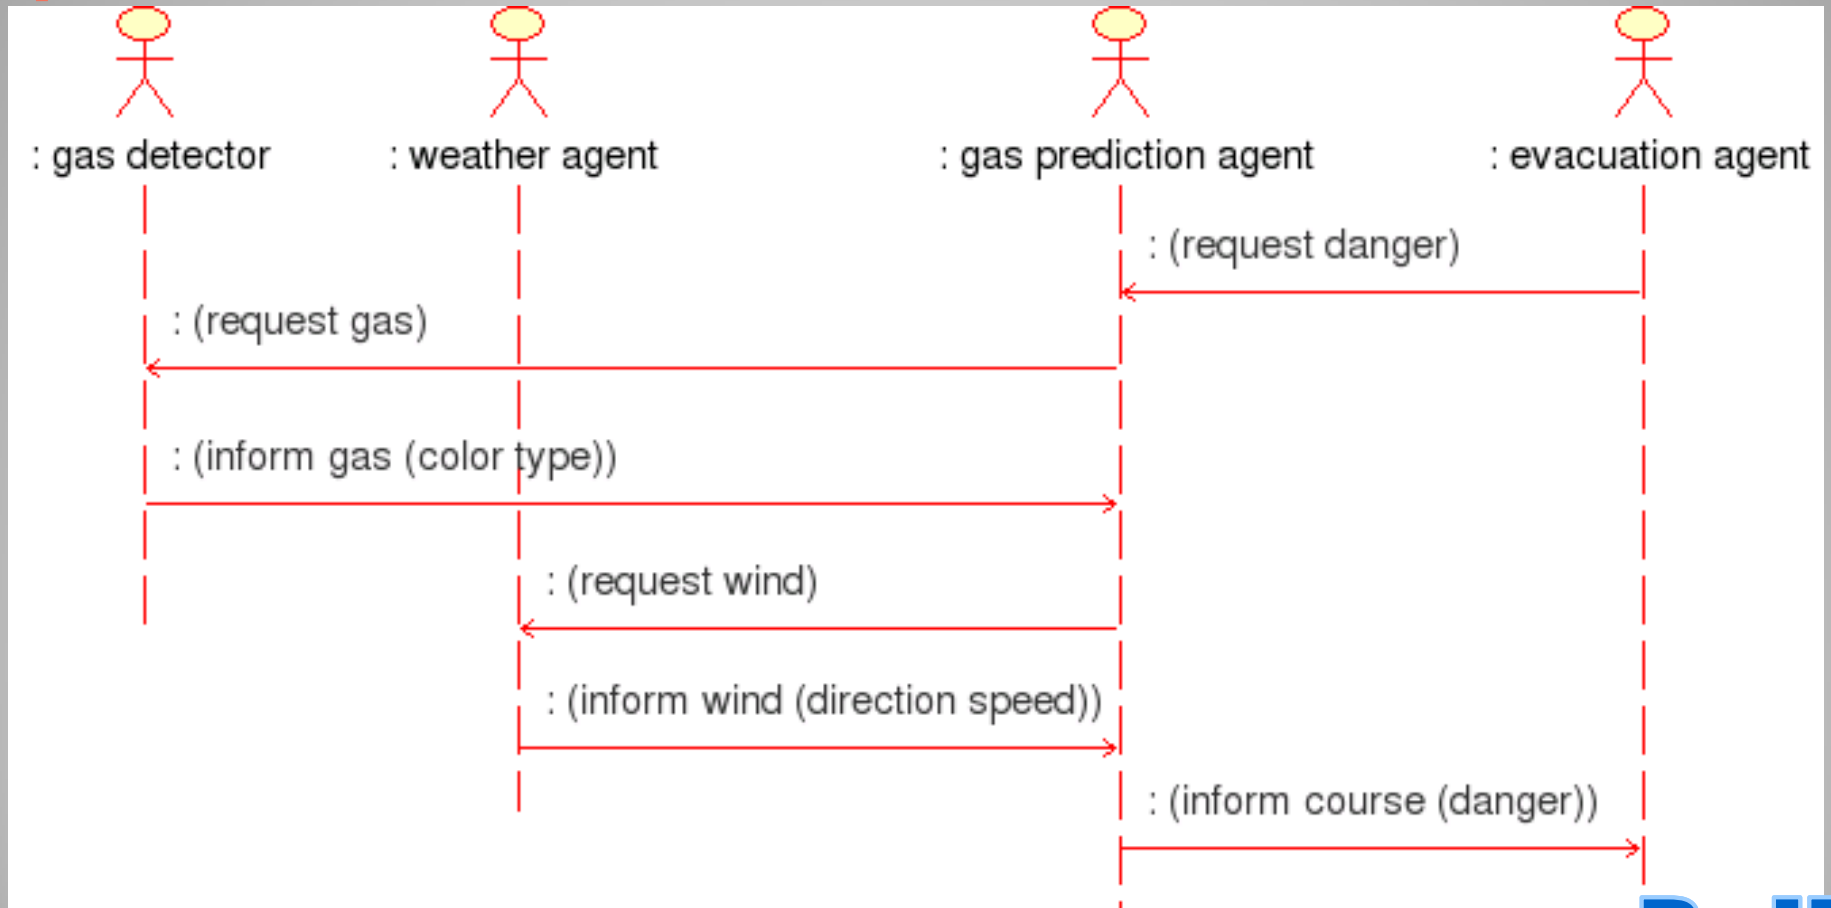 : gas detector
: weather agent
: gas prediction agent
: evacuation agent
: (request danger)
: (request gas)
: (inform gas (color type))
: (request wind)
: (inform wind (direction speed))
: (inform course (danger))